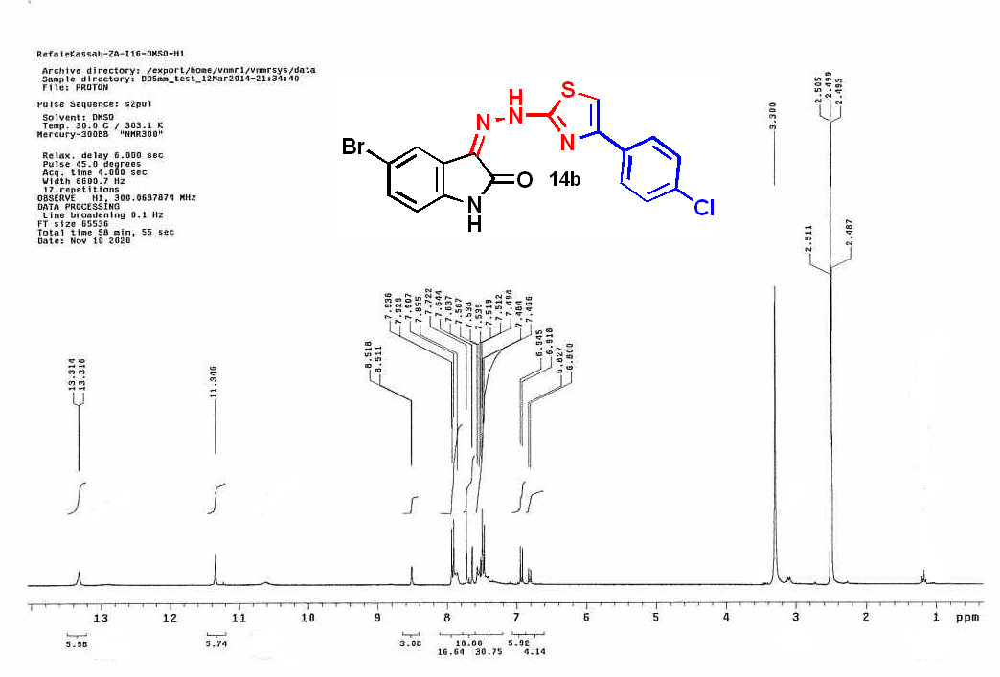 RefaieKassab-ZA-I16-DMSO-H1
Archive directory: /export/home/vnmr1/vnmrsys/data
Sample directory: DD5mm_test_12Mar2014-21:34:40
File: PROTON
Pulse Sequence: s2pul
Solvent: DMSO
Temp. 30.0 C / 303.1 K
Mercury-300BB "NMR300"
Relax. delay 6.000 sec
Pulse 45.0 degrees
Acq. time 4.000 sec
Width 6600.7 Hz
17 repetitions
OBSERVE H1, 300.0687874 MHz
DATA PROCESSING
Line broadening 0.1 Hz
FT size 65536
Total time 58 min, 55 sec
Date: Nov 19 2020
H
N
N
S
N
Br
O
N
H
14b
Cl
13.314
13.316
11.346
8.518
8.511
7.936
7.929
7.907
7.855
7.722
7.644
7.637
7.567
7.538
7.535
7.519
7.512
7.494
7.484
7.466
6.945
6.918
6.827
6.800
3.300
2.511
2.505
2.499
2.493
2.487
13 12 11 10 9 8 7 6 5 4 3 2 1 ppm
5.98 5.74 3.08 10.80 5.92
16.64 30.75 4.14